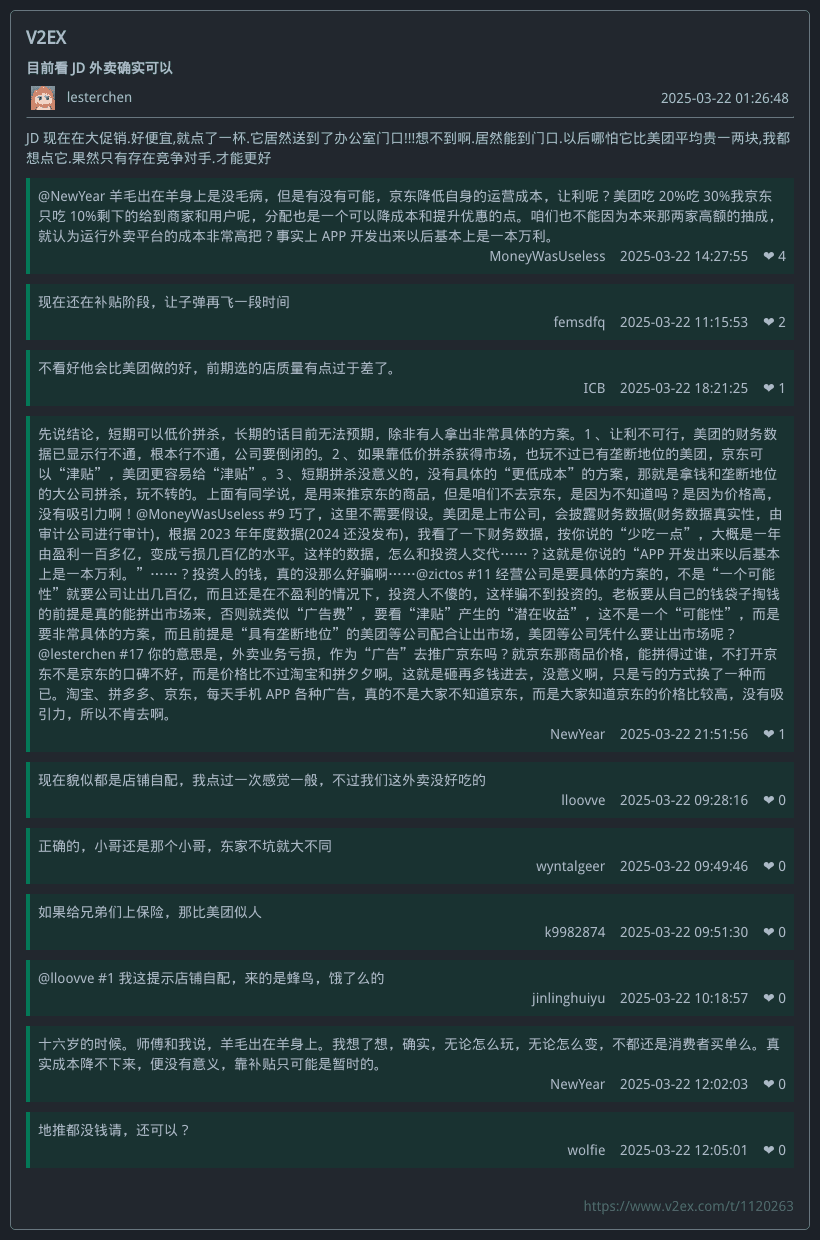 V2EX
目前看 JD 外卖确实可以
lesterchen
2025-03-22 01:26:48
JD 现在在大促销.好便宜,就点了一杯.它居然送到了办公室门口!!!想不到啊.居然能到门口.以后哪怕它比美团平均贵一两块,我都
想点它.果然只有存在竞争对手.才能更好
@NewYear 羊毛出在羊身上是没毛病，但是有没有可能，京东降低自身的运营成本，让利呢？美团吃 20%吃 30%我京东
只吃 10%剩下的给到商家和用户呢，分配也是一个可以降成本和提升优惠的点。咱们也不能因为本来那两家高额的抽成，
就认为运行外卖平台的成本非常高把？事实上 APP 开发出来以后基本上是一本万利。
MoneyWasUseless 2025-03-22 14:27:55 ❤ 4
现在还在补贴阶段，让子弹再飞一段时间
femsdfq 2025-03-22 11:15:53 ❤ 2
不看好他会比美团做的好，前期选的店质量有点过于差了。
ICB 2025-03-22 18:21:25 ❤ 1
先说结论，短期可以低价拼杀，长期的话目前无法预期，除非有人拿出非常具体的方案。1 、让利不可行，美团的财务数
据已显示行不通，根本行不通，公司要倒闭的。2 、如果靠低价拼杀获得市场，也玩不过已有垄断地位的美团，京东可
以“津贴”，美团更容易给“津贴”。3 、短期拼杀没意义的，没有具体的“更低成本”的方案，那就是拿钱和垄断地位
的大公司拼杀，玩不转的。上面有同学说，是用来推京东的商品，但是咱们不去京东，是因为不知道吗？是因为价格高，
没有吸引力啊！@MoneyWasUseless #9 巧了，这里不需要假设。美团是上市公司，会披露财务数据(财务数据真实性，由
审计公司进行审计)，根据 2023 年年度数据(2024 还没发布)，我看了一下财务数据，按你说的“少吃一点”，大概是一年
由盈利一百多亿，变成亏损几百亿的水平。这样的数据，怎么和投资人交代……？这就是你说的“APP 开发出来以后基本
上是一本万利。”……？投资人的钱，真的没那么好骗啊……@zictos #11 经营公司是要具体的方案的，不是“一个可能
性”就要公司让出几百亿，而且还是在不盈利的情况下，投资人不傻的，这样骗不到投资的。老板要从自己的钱袋子掏钱
的前提是真的能拼出市场来，否则就类似“广告费”，要看“津贴”产生的“潜在收益”，这不是一个“可能性”，而是
要非常具体的方案，而且前提是“具有垄断地位”的美团等公司配合让出市场，美团等公司凭什么要让出市场呢？
@lesterchen #17 你的意思是，外卖业务亏损，作为“广告”去推广京东吗？就京东那商品价格，能拼得过谁，不打开京
东不是京东的口碑不好，而是价格比不过淘宝和拼夕夕啊。这就是砸再多钱进去，没意义啊，只是亏的方式换了一种而
已。淘宝、拼多多、京东，每天手机 APP 各种广告，真的不是大家不知道京东，而是大家知道京东的价格比较高，没有吸
引力，所以不肯去啊。
NewYear 2025-03-22 21:51:56 ❤ 1
现在貌似都是店铺自配，我点过一次感觉一般，不过我们这外卖没好吃的
lloovve 2025-03-22 09:28:16 ❤ 0
正确的，小哥还是那个小哥，东家不坑就大不同
wyntalgeer 2025-03-22 09:49:46 ❤ 0
如果给兄弟们上保险，那比美团似人
k9982874 2025-03-22 09:51:30 ❤ 0
@lloovve #1 我这提示店铺自配，来的是蜂鸟，饿了么的
jinlinghuiyu 2025-03-22 10:18:57 ❤ 0
十六岁的时候。师傅和我说，羊毛出在羊身上。我想了想，确实，无论怎么玩，无论怎么变，不都还是消费者买单么。真
实成本降不下来，便没有意义，靠补贴只可能是暂时的。
NewYear 2025-03-22 12:02:03 ❤ 0
地推都没钱请，还可以？
wolfie 2025-03-22 12:05:01 ❤ 0
https://www.v2ex.com/t/1120263